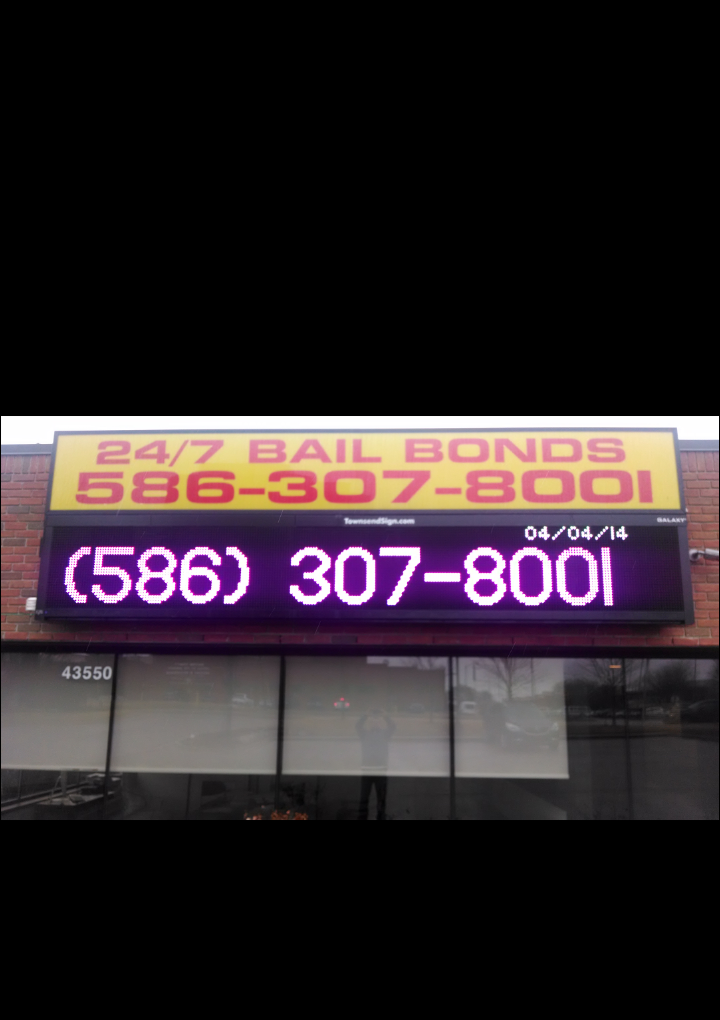 24/7 BAIL BONDS
586-307-8001
TownsendSign.com
GALAXY
04/04/14
(586) 307-8001
43550